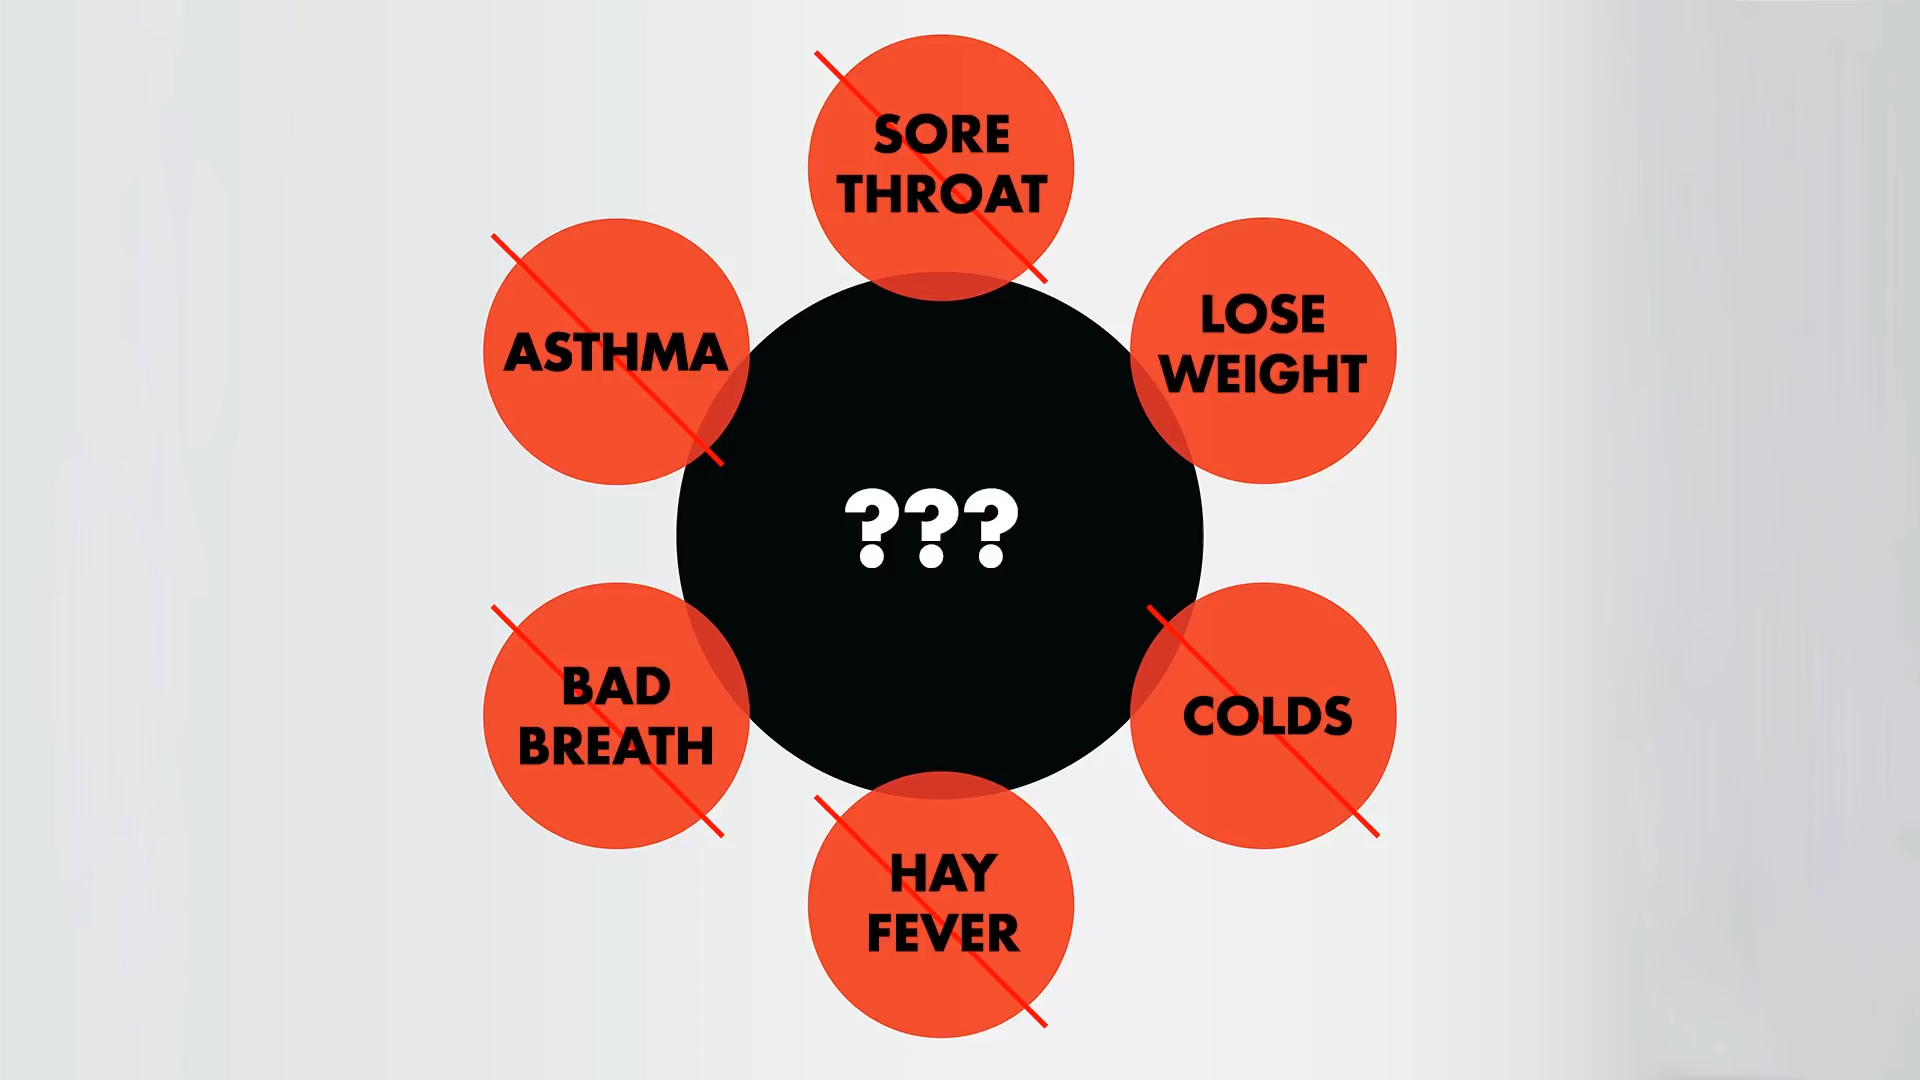 SORE
THROAT
ASTHMA
LOSE
WEIGHT
???
BAD
BREATH
COLDS
HAY
FEVER